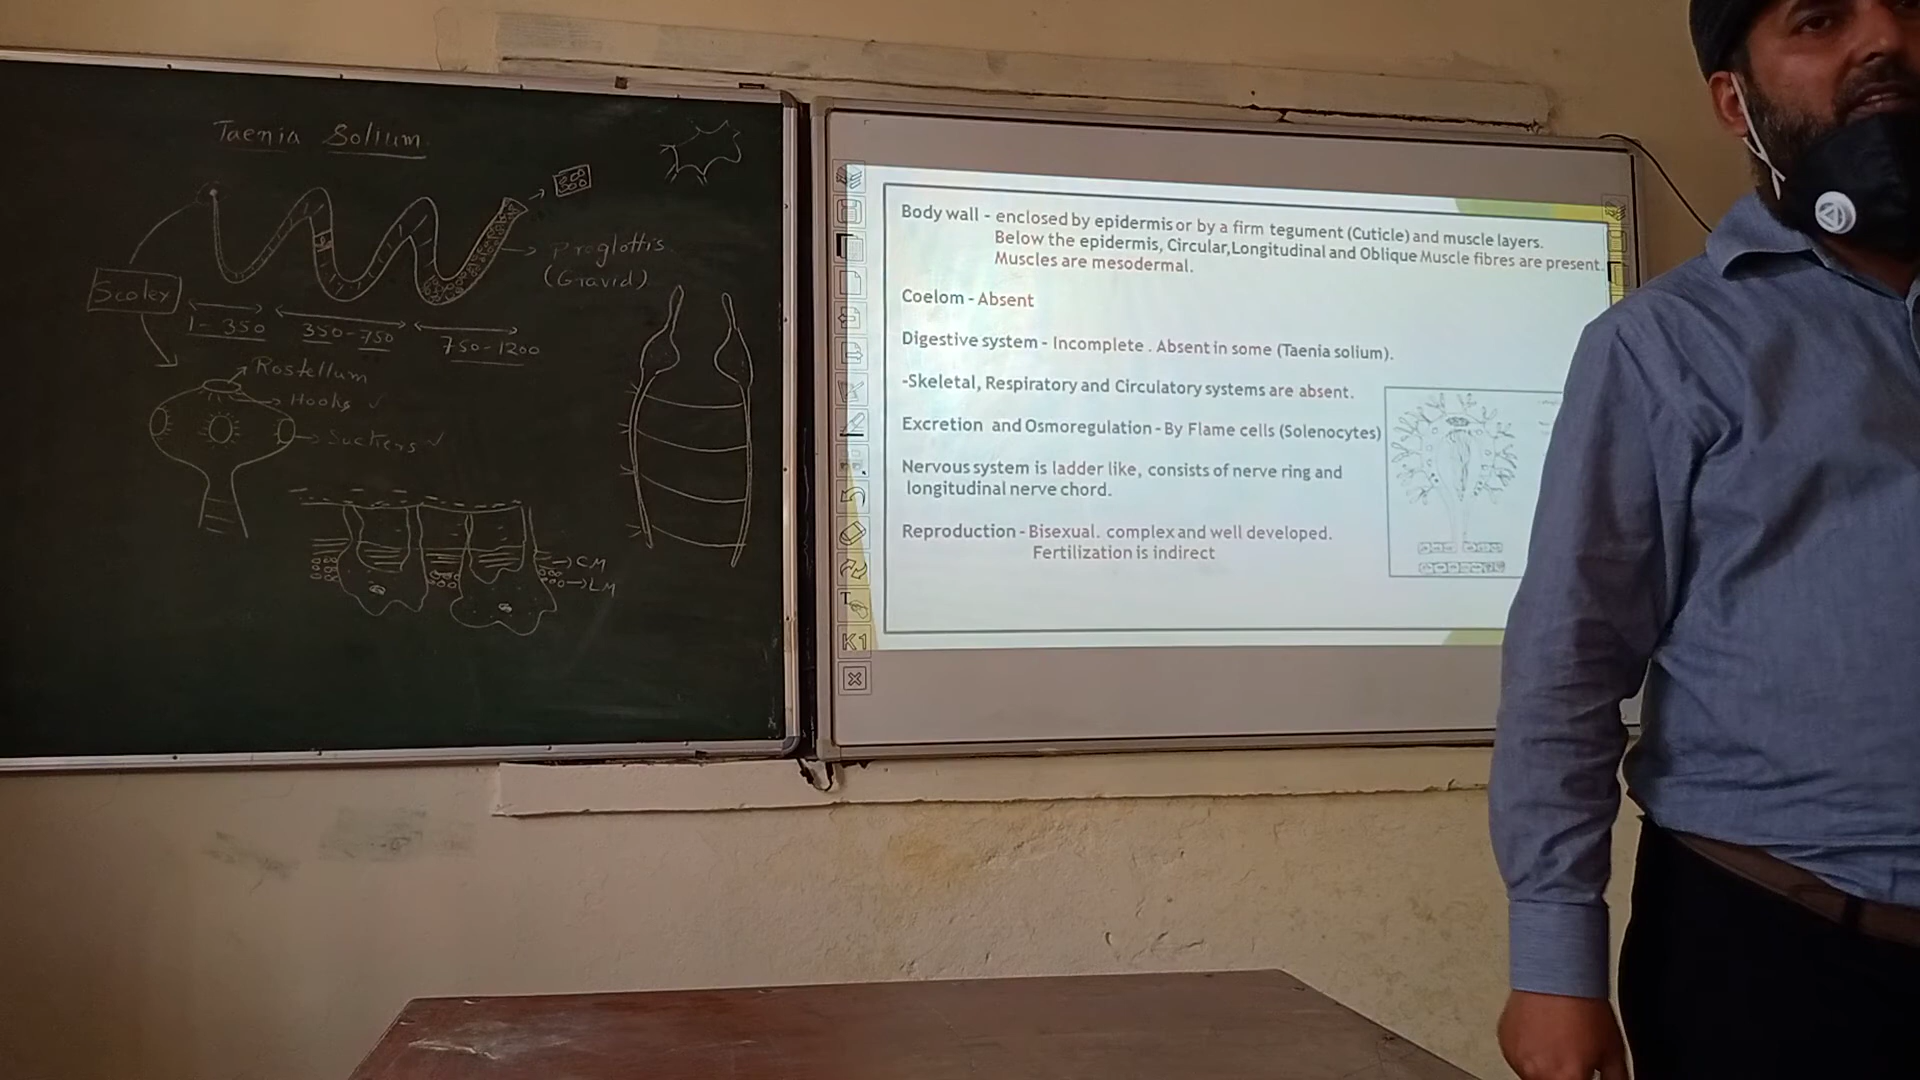 Taenia Solium
Proglottis
(Gravid)
Scolex
1 - 350
350 - 750
750 - 1200
Rostellum
Hooks ✓
Suckers ✓
CM
LM
Body wall - enclosed by epidermis or by a firm tegument (Cuticle) and muscle layers.
Below the epidermis, Circular,Longitudinal and Oblique Muscle fibres are present.
Muscles are mesodermal.
Coelom - Absent
Digestive system - Incomplete . Absent in some (Taenia solium).
-Skeletal, Respiratory and Circulatory systems are absent.
Excretion and Osmoregulation - By Flame cells (Solenocytes)
Nervous system is ladder like, consists of nerve ring and
longitudinal nerve chord.
Reproduction - Bisexual. complex and well developed.
Fertilization is indirect
T
K1